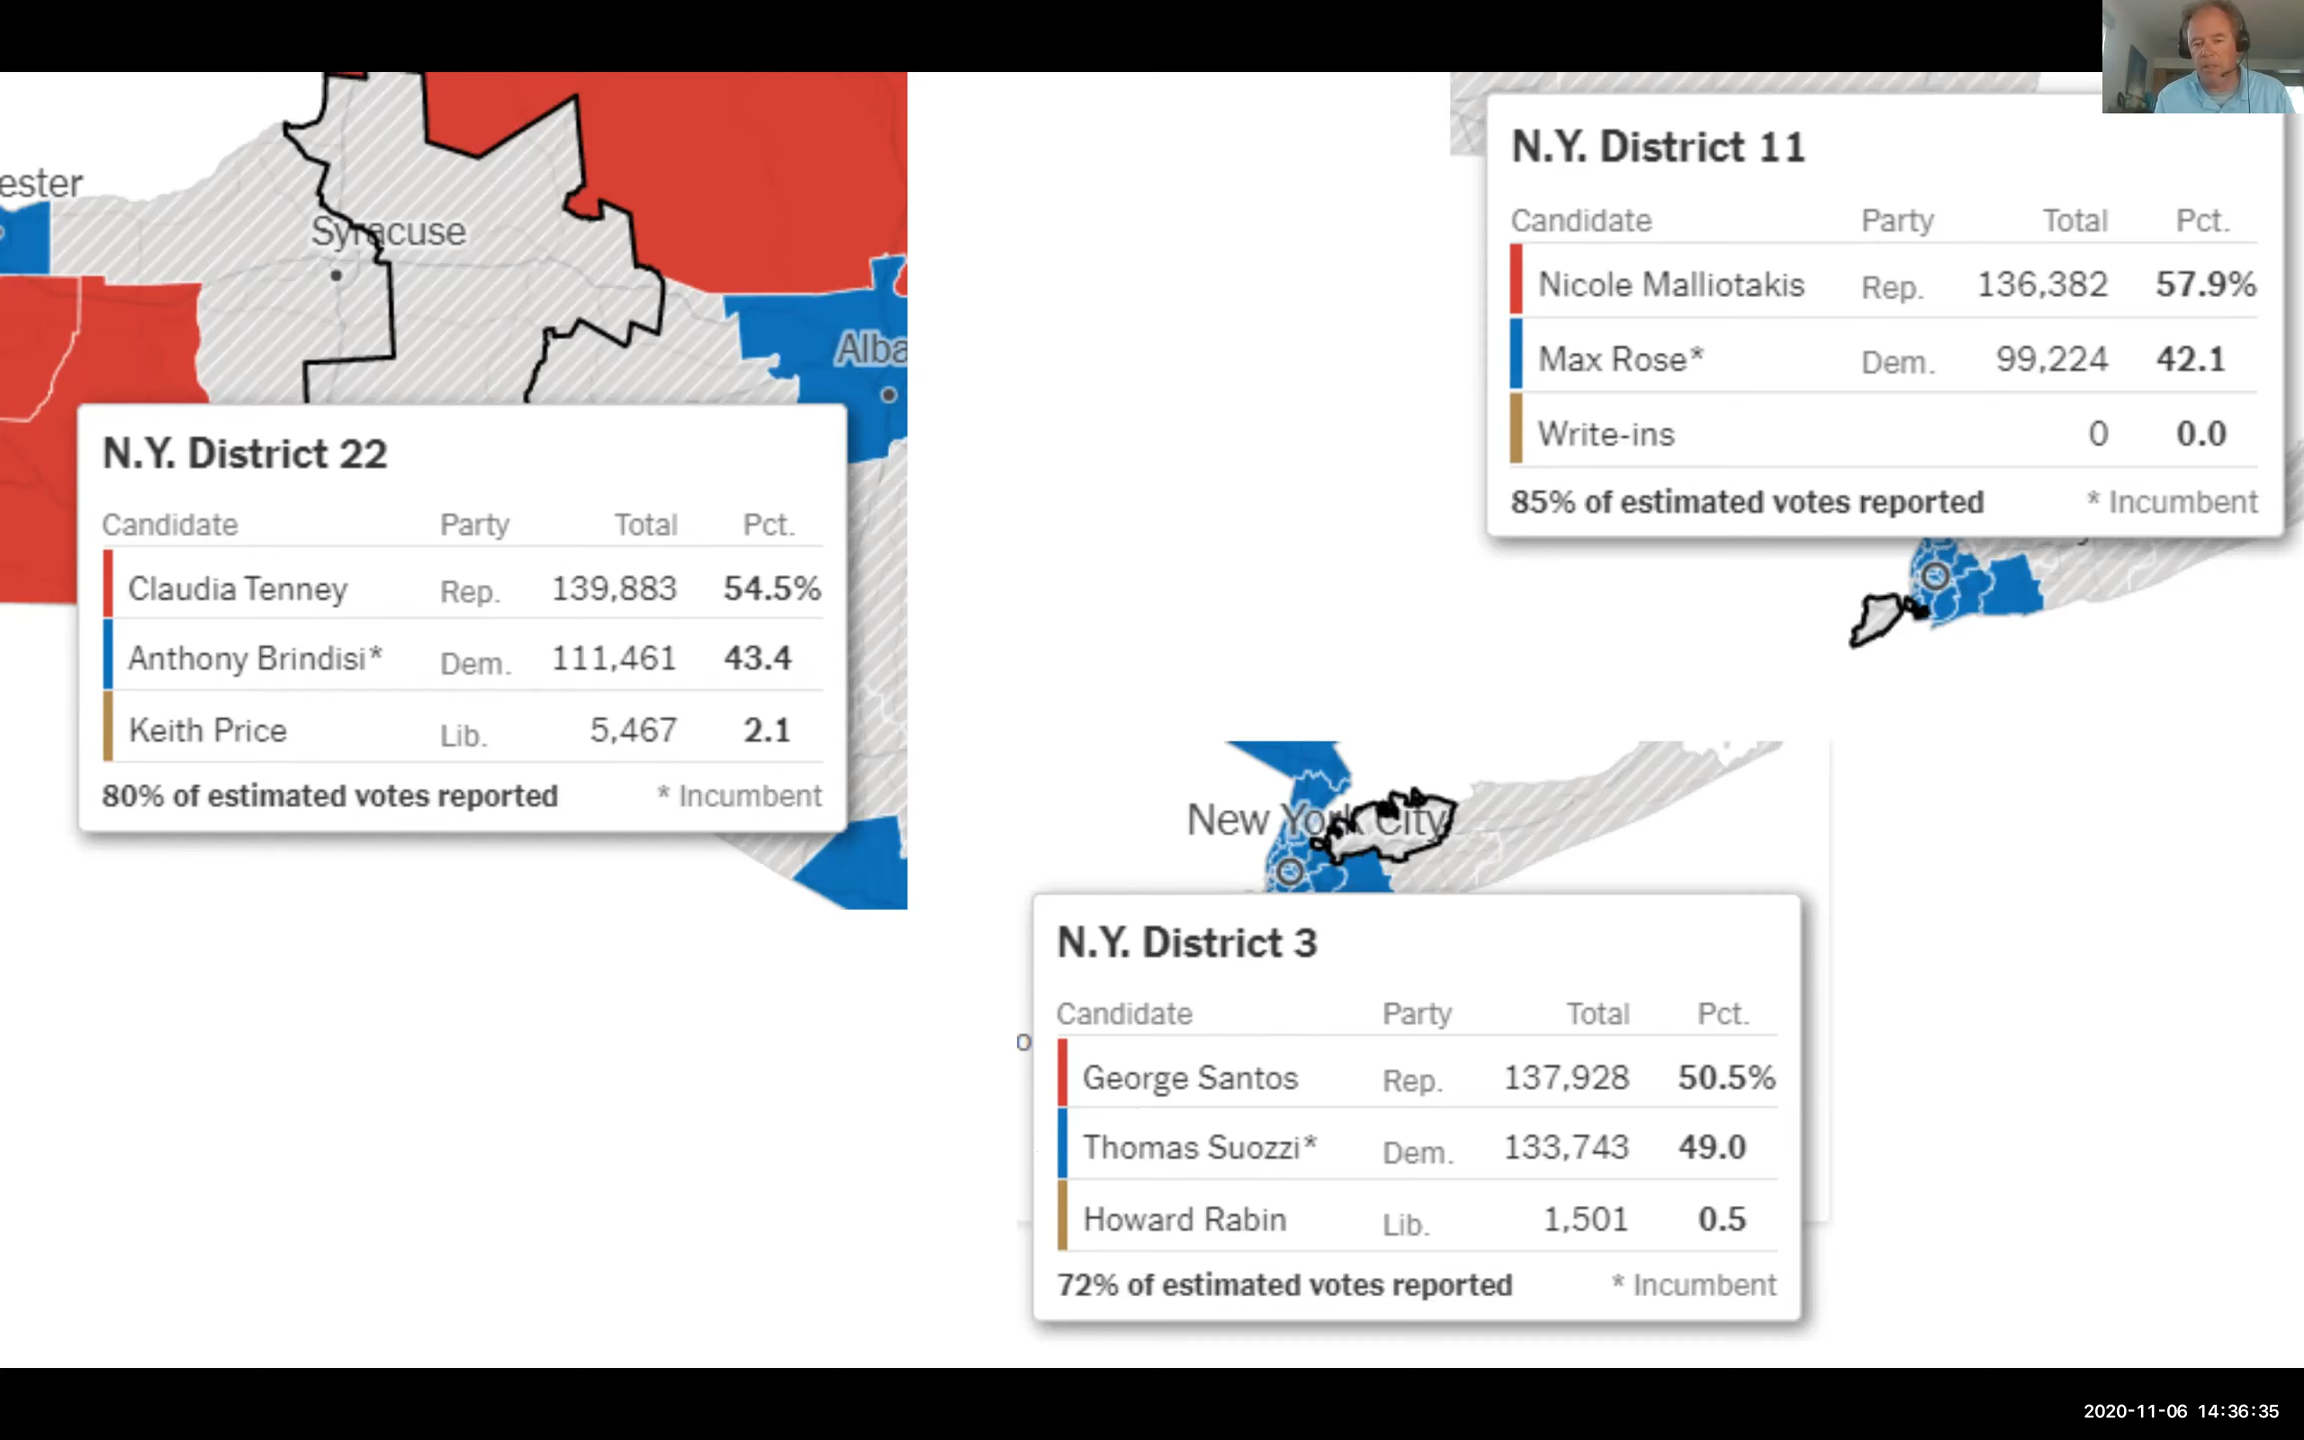 ester
Syracuse
Alba
N.Y. District 22
Candidate Party Total Pct.
Claudia Tenney Rep. 139,883 54.5%
Anthony Brindisi* Dem. 111,461 43.4
Keith Price Lib. 5,467 2.1
80% of estimated votes reported * Incumbent
N.Y. District 11
Candidate Party Total Pct.
Nicole Malliotakis Rep. 136,382 57.9%
Max Rose* Dem. 99,224 42.1
Write-ins 0 0.0
85% of estimated votes reported * Incumbent
New York City
o
N.Y. District 3
Candidate Party Total Pct.
George Santos Rep. 137,928 50.5%
Thomas Suozzi* Dem. 133,743 49.0
Howard Rabin Lib. 1,501 0.5
72% of estimated votes reported * Incumbent
2020-11-06 14:36:35